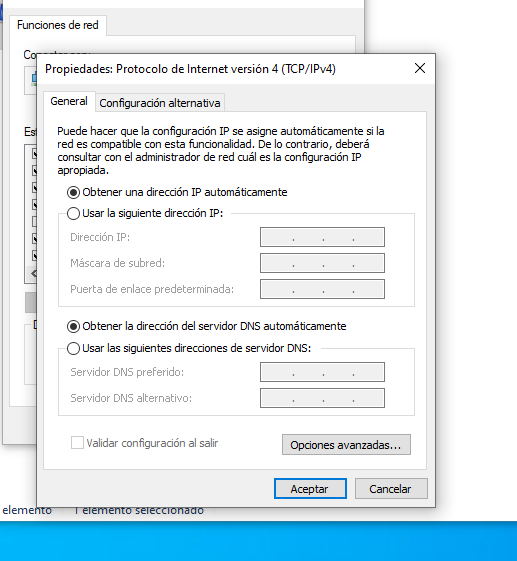 Funciones de red
Propiedades: Protocolo de Internet versión 4 (TCP/IPv4)
General
Configuración alternativa
Puede hacer que la configuración IP se asigne automáticamente si la
red es compatible con esta funcionalidad. De lo contrario, deberá
consultar con el administrador de red cuál es la configuración IP
apropiada.
Obtener una dirección IP automáticamente
Usar la siguiente dirección IP:
Dirección IP:
Máscara de subred:
Puerta de enlace predeterminada:
Obtener la dirección del servidor DNS automáticamente
Usar las siguientes direcciones de servidor DNS:
Servidor DNS preferido:
Servidor DNS alternativo:
Validar configuración al salir
Opciones avanzadas...
Aceptar
Cancelar
elemento
1 elemento seleccionado